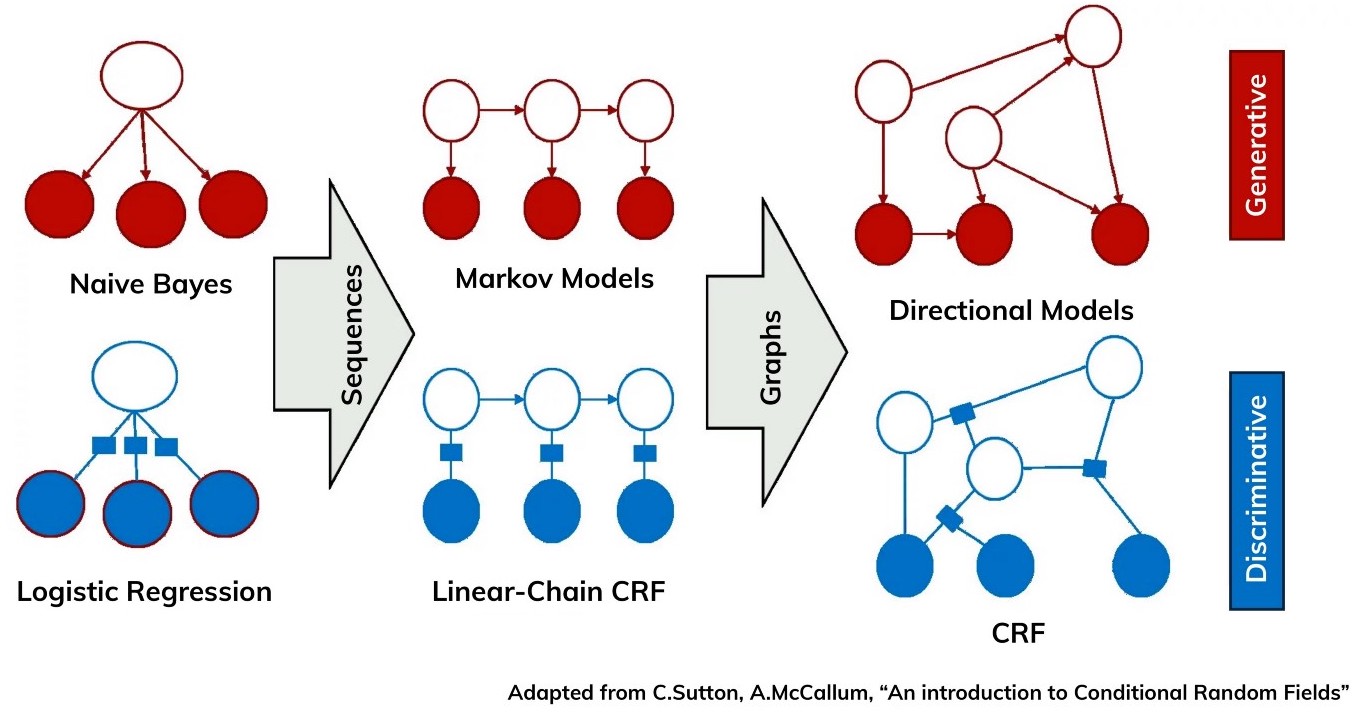 Naive Bayes
Logistic Regression
Sequences
Markov Models
Linear-Chain CRF
Graphs
Directional Models
CRF
Generative
Discriminative
Adapted from C.Sutton, A.McCallum, “An introduction to Conditional Random Fields”